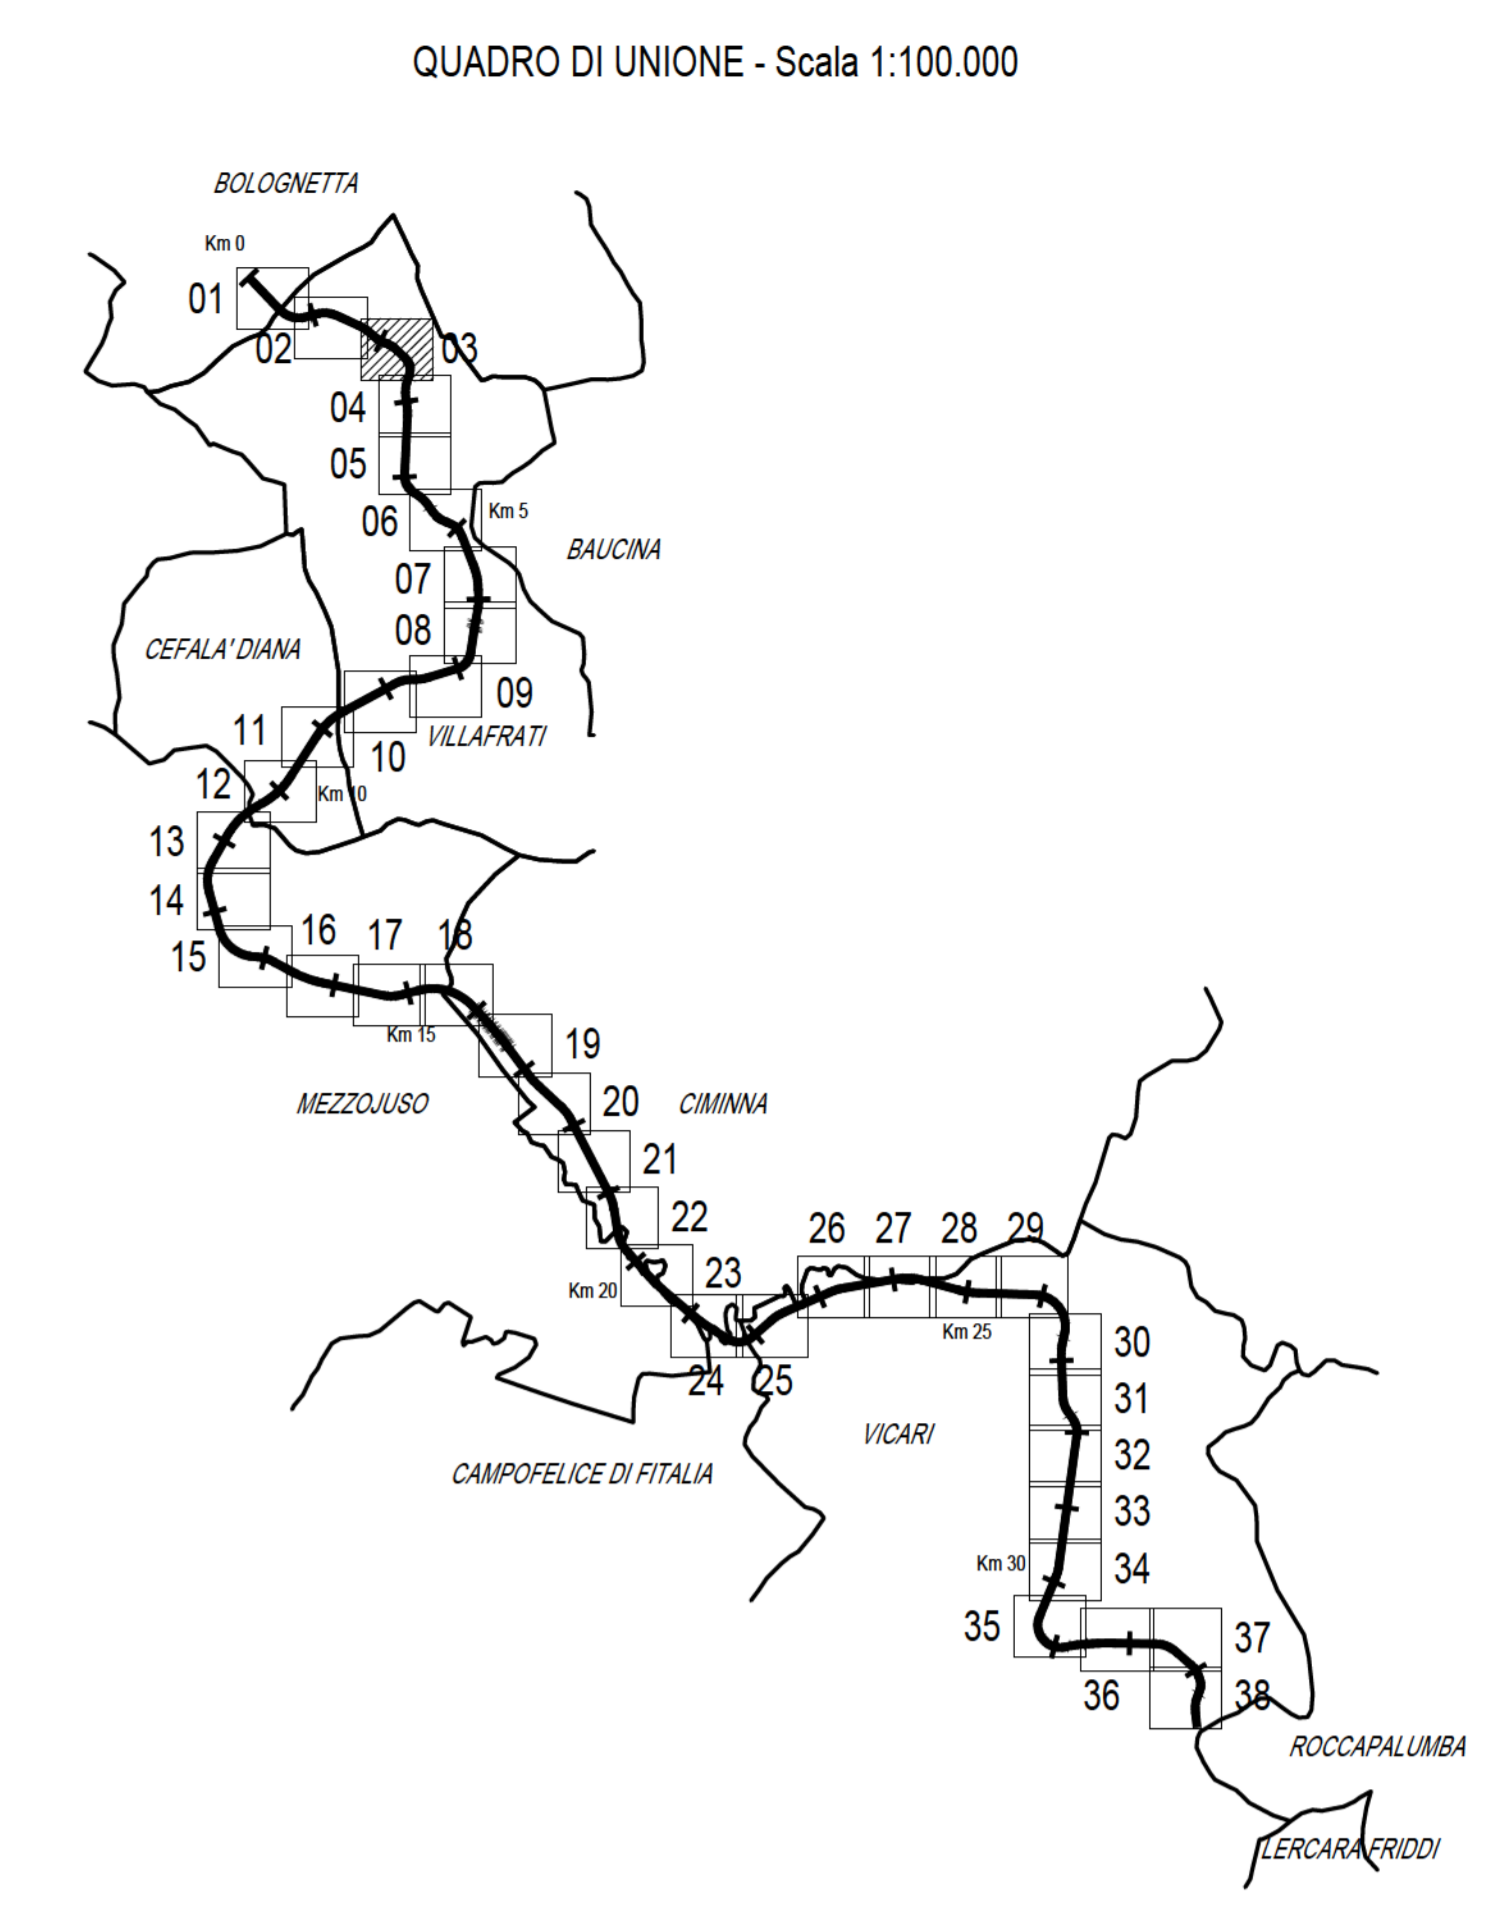 QUADRO DI UNIONE - Scala 1:100.000
BOLOGNETTA
Km 0
01
02
03
04
05
06
Km 5
BAUCINA
07
08
CEFALA' DIANA
09
11
VILLAFRATI
10
12
Km 10
13
14
15
16
17
18
Km 15
19
MEZZOJUSO
20
CIMINNA
21
22
26
27
28
29
23
Km 20
Km 25
30
24
25
31
VICARI
32
CAMPOFELICE DI FITALIA
33
Km 30
34
35
37
36
38
ROCCAPALUMBA
LERCARA FRIDDI